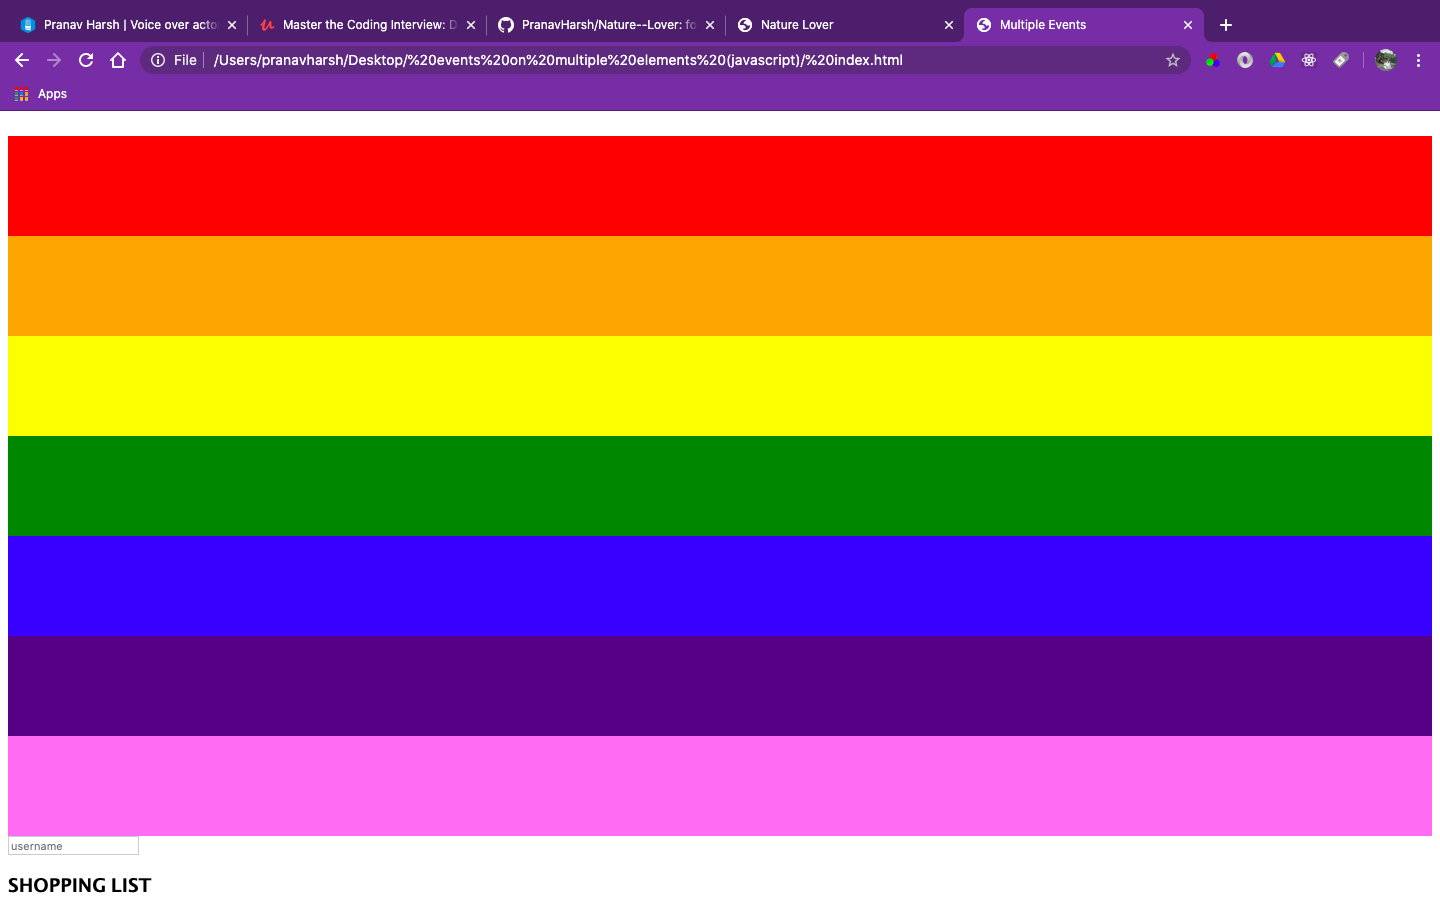 Pranav Harsh | Voice over acto
Master the Coding Interview: D
PranavHarsh/Nature--Lover: fo
Nature Lover
Multiple Events
File
/Users/pranavharsh/Desktop/%20events%20on%20multiple%20elements%20(javascript)/%20index.html
Apps
username
SHOPPING LIST